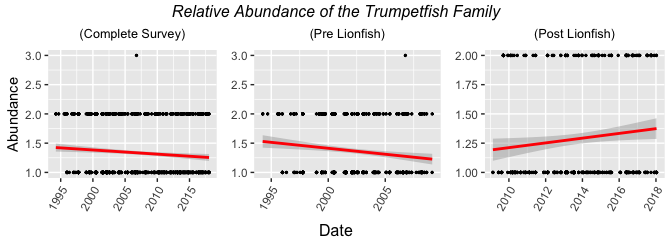 Relative Abundance of the Trumpetfish Family
(Complete Survey) (Pre Lionfish) (Post Lionfish)
Abundance
3.0
2.5
2.0
1.5
1.0
1995 2000 2005 2010 2015
3.0
2.5
2.0
1.5
1.0
1995 2000 2005
2.00
1.75
1.50
1.25
1.00
2010 2012 2014 2016 2018
Date